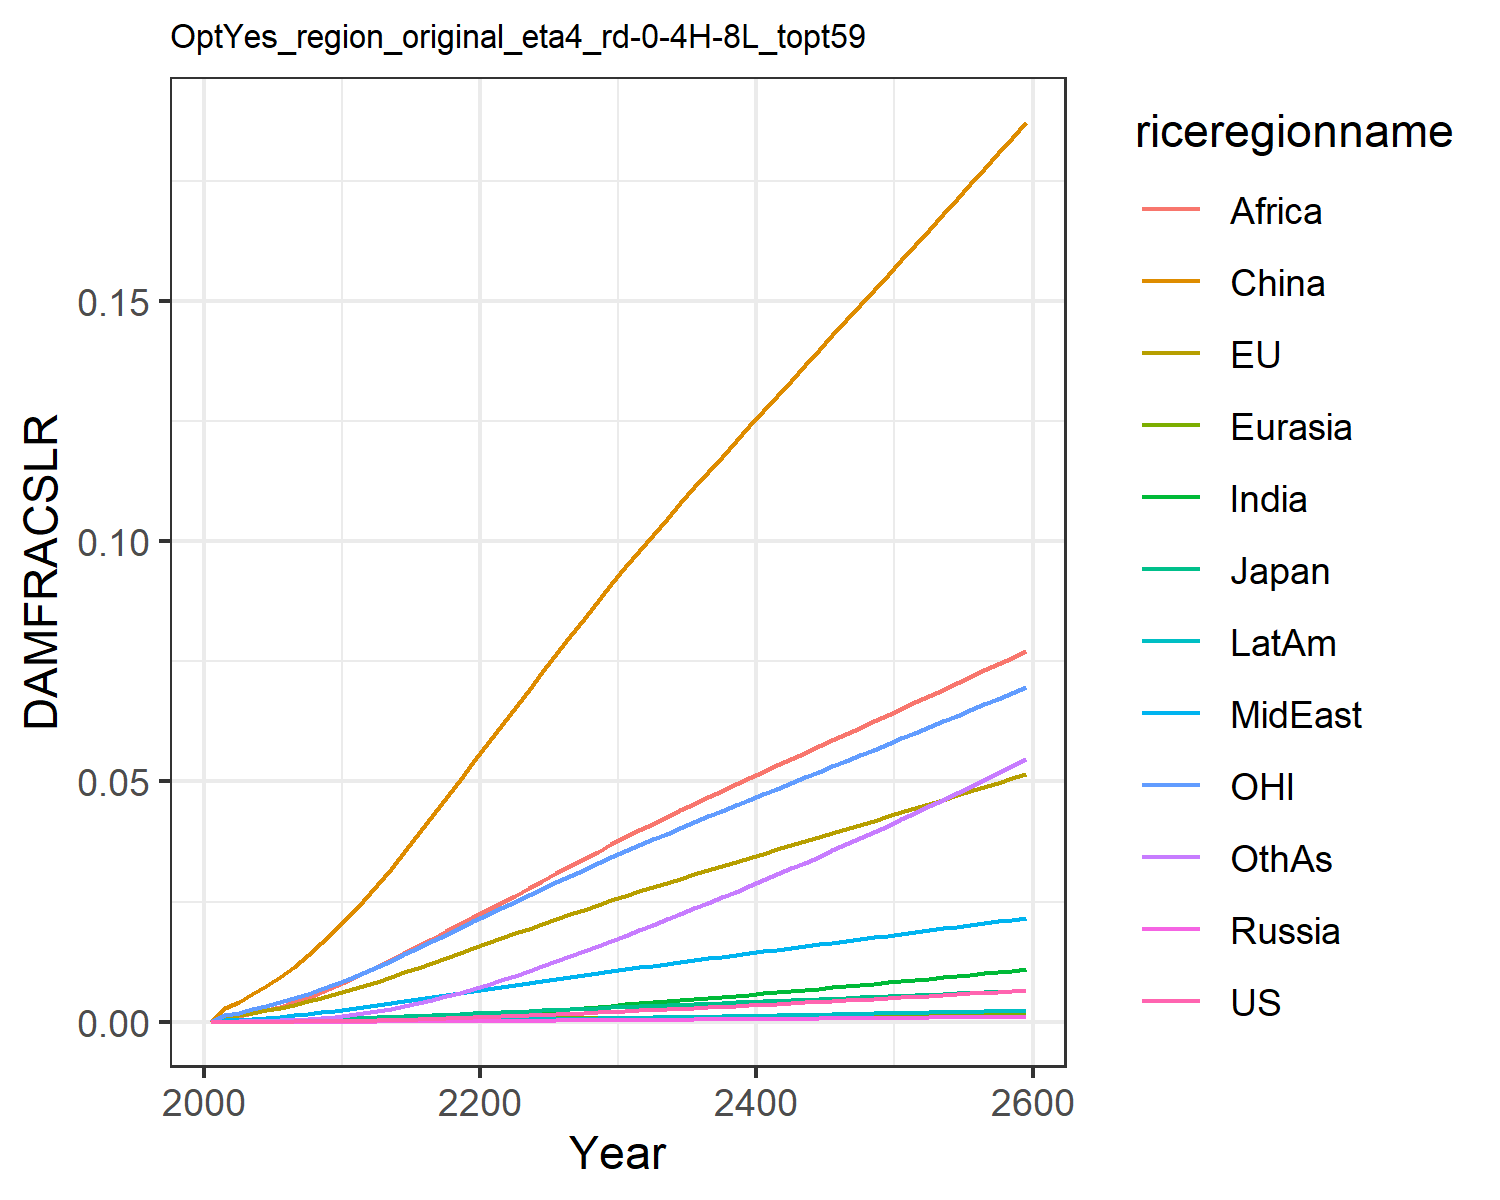 OptYes_region_original_eta4_rd-0-4H-8L_topt59
DAMFRACSLR
0.15
0.10
0.05
0.00
2000 2200 2400 2600
Year
riceregionname
Africa
China
EU
Eurasia
India
Japan
LatAm
MidEast
OHI
OthAs
Russia
US